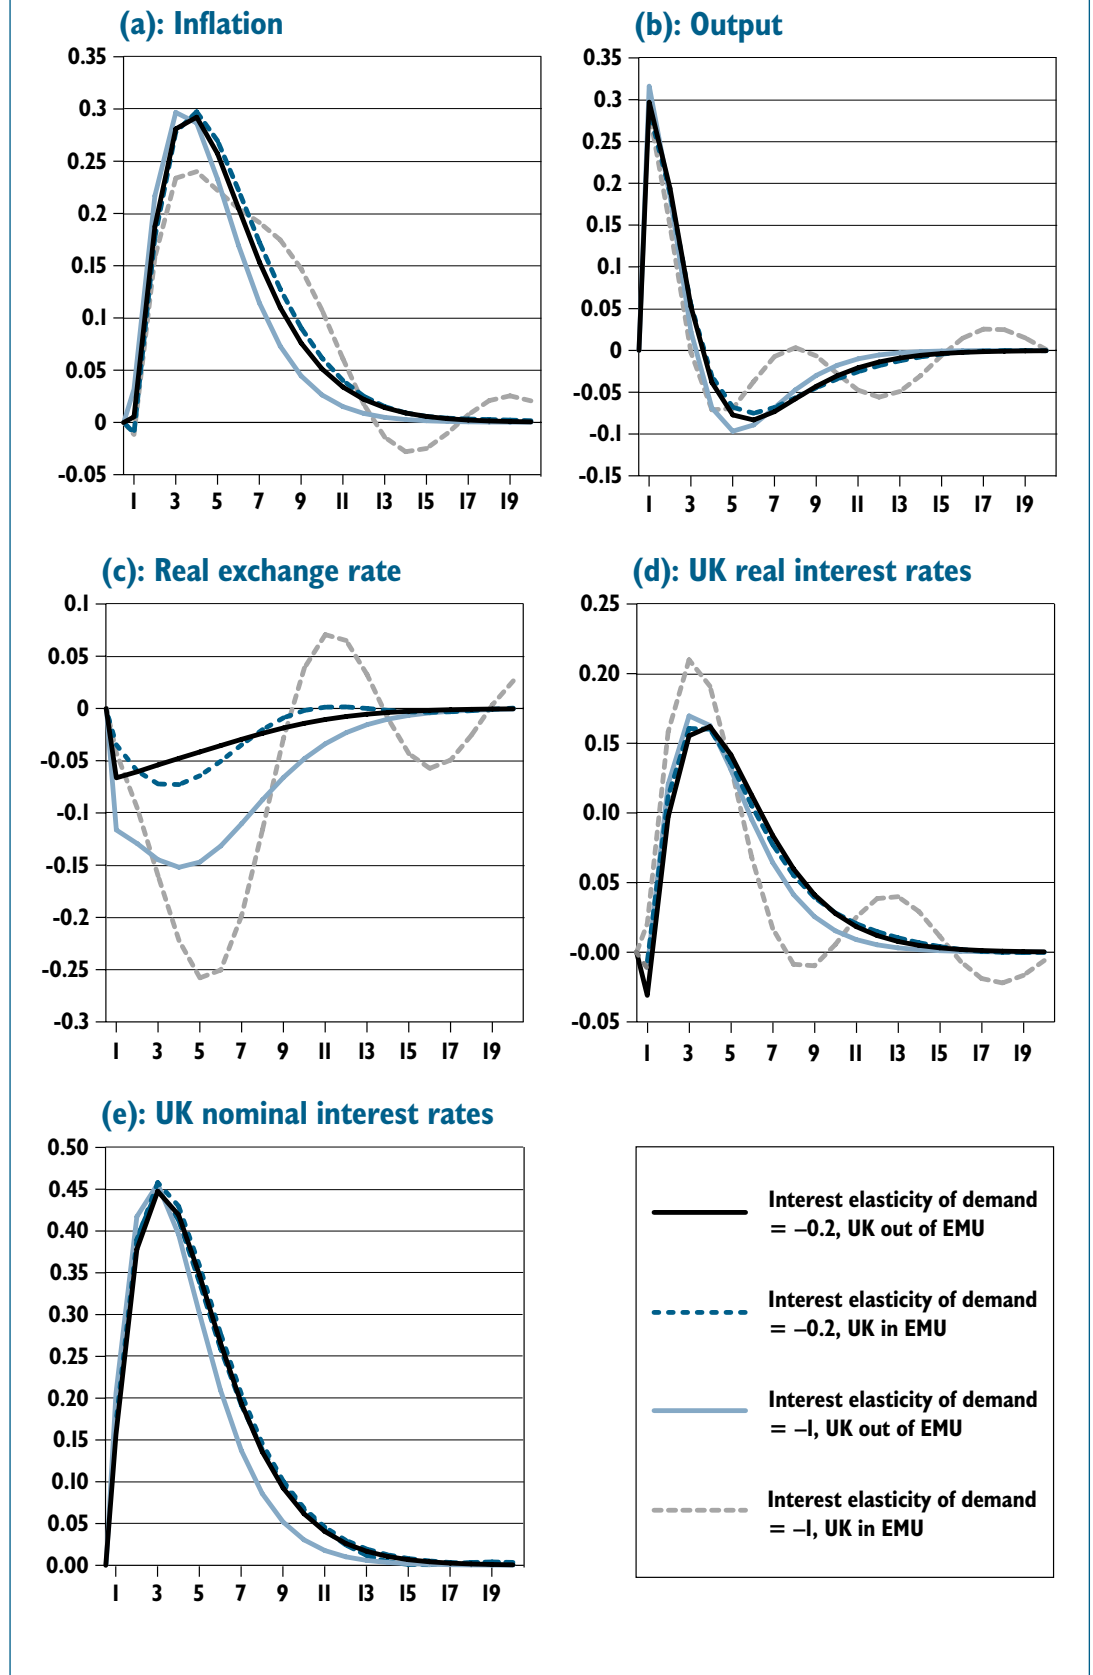 (a): Inflation
0.35
0.3
0.25
0.2
0.15
0.1
0.05
0
-0.05
1 3 5 7 9 11 13 15 17 19
(b): Output
0.35
0.3
0.25
0.2
0.15
0.1
0.05
0
-0.05
-0.1
-0.15
1 3 5 7 9 11 13 15 17 19
(c): Real exchange rate
0.1
0.05
0
-0.05
-0.1
-0.15
-0.2
-0.25
-0.3
1 3 5 7 9 11 13 15 17 19
(d): UK real interest rates
0.25
0.20
0.15
0.10
0.05
-0.00
-0.05
1 3 5 7 9 11 13 15 17 19
(e): UK nominal interest rates
0.50
0.45
0.40
0.35
0.30
0.25
0.20
0.15
0.10
0.05
0.00
1 3 5 7 9 11 13 15 17 19
Interest elasticity of demand
= –0.2, UK out of EMU
Interest elasticity of demand
= –0.2, UK in EMU
Interest elasticity of demand
= –1, UK out of EMU
Interest elasticity of demand
= –1, UK in EMU